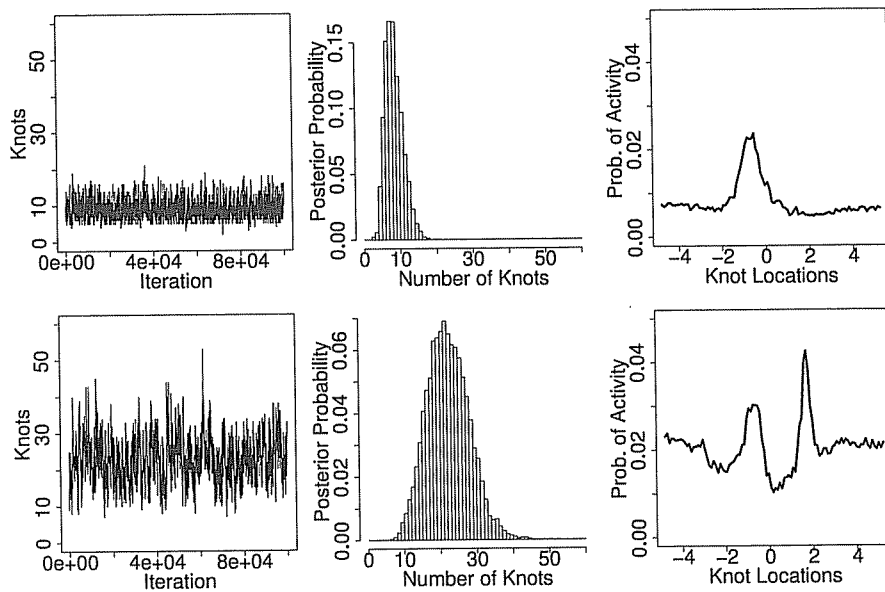 Knots
10
30
50
0
0e+00
4e+04
8e+04
Iteration
Posterior Probability
0.00
0.05
0.10
0.15
0
10
30
50
Number of Knots
Prob. of Activity
0.00
0.02
0.04
−4
−2
0
2
4
Knot Locations
Knots
0
10
30
50
0e+00
4e+04
8e+04
Iteration
Posterior Probability
0.00
0.02
0.04
0.06
0
10
30
50
Number of Knots
Prob. of Activity
0.00
0.02
0.04
−4
−2
0
2
4
Knot Locations